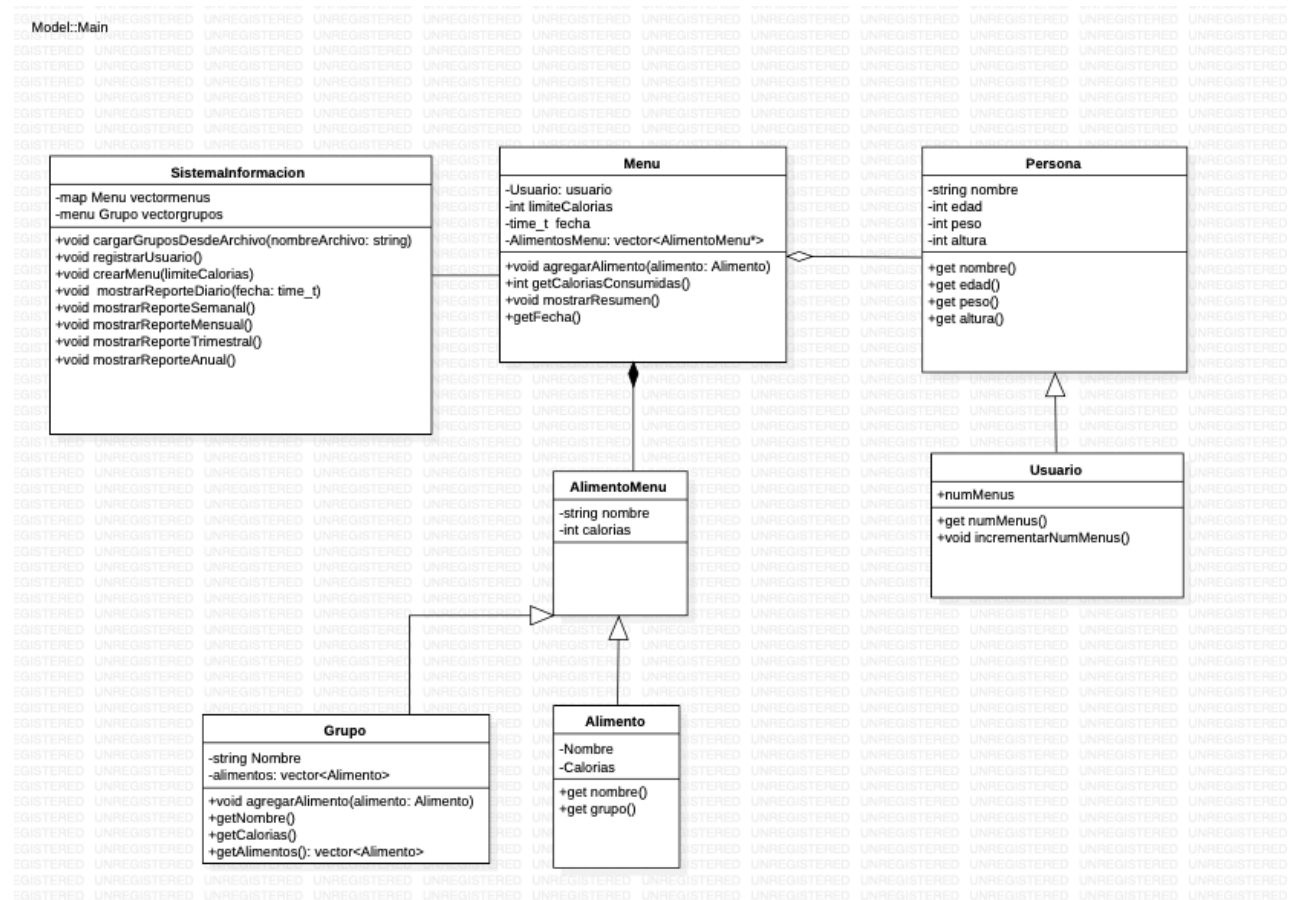 Model::Main
SistemaInformacion
-map Menu vectormenus
-menu Grupo vectorgrupos
+void cargarGruposDesdeArchivo(nombreArchivo: string)
+void registrarUsuario()
+void crearMenu(limiteCalorias)
+void mostrarReporteDiario(fecha: time_t)
+void mostrarReporteSemanal()
+void mostrarReporteMensual()
+void mostrarReporteTrimestral()
+void mostrarReporteAnual()
Menu
-Usuario: usuario
-int limiteCalorias
-time_t fecha
-AlimentosMenu: vector<AlimentoMenu*>
+void agregarAlimento(alimento: Alimento)
+int getCaloriasConsumidas()
+void mostrarResumen()
+getFecha()
Persona
-string nombre
-int edad
-int peso
-int altura
+get nombre()
+get edad()
+get peso()
+get altura()
Usuario
+numMenus
+get numMenus()
+void incrementarNumMenus()
AlimentoMenu
-string nombre
-int calorias
Grupo
-string Nombre
-alimentos: vector<Alimento>
+void agregarAlimento(alimento: Alimento)
+getNombre()
+getCalorias()
+getAlimentos(): vector<Alimento>
Alimento
-Nombre
-Calorias
+get nombre()
+get grupo()